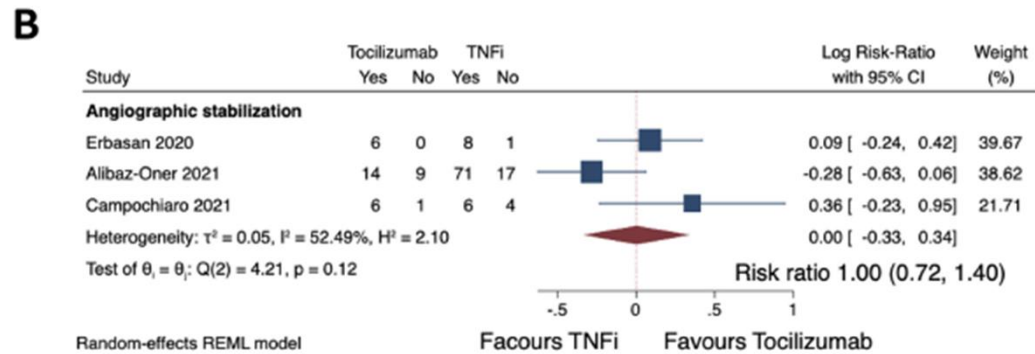 B
Tocilizumab TNFi Log Risk-Ratio Weight
Study Yes No Yes No with 95% CI (%)
Angiographic stabilization
Erbasan 2020 6 0 8 1 0.09 [ -0.24, 0.42] 39.67
Alibaz-Oner 2021 14 9 71 17 -0.28 [ -0.63, 0.06] 38.62
Campochiaro 2021 6 1 6 4 0.36 [ -0.23, 0.95] 21.71
Heterogeneity: τ² = 0.05, I² = 52.49%, H² = 2.10 0.00 [ -0.33, 0.34]
Test of θᵢ = θⱼ: Q(2) = 4.21, p = 0.12
Risk ratio 1.00 (0.72, 1.40)
-.5 0 .5 1
Facours TNFi Favours Tocilizumab
Random-effects REML model